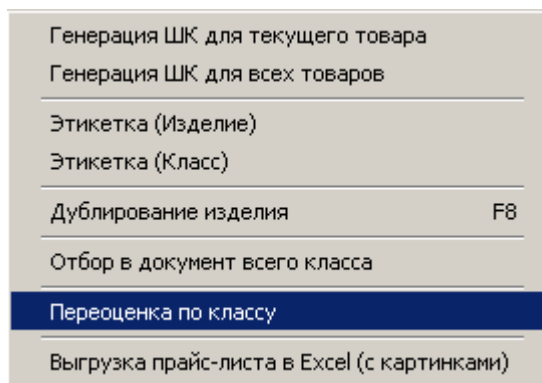 Генерация ШК для текущего товара
Генерация ШК для всех товаров
Этикетка (Изделие)
Этикетка (Класс)
Дублирование изделия F8
Отбор в документ всего класса
Переоценка по классу
Выгрузка прайс-листа в Excel (с картинками)